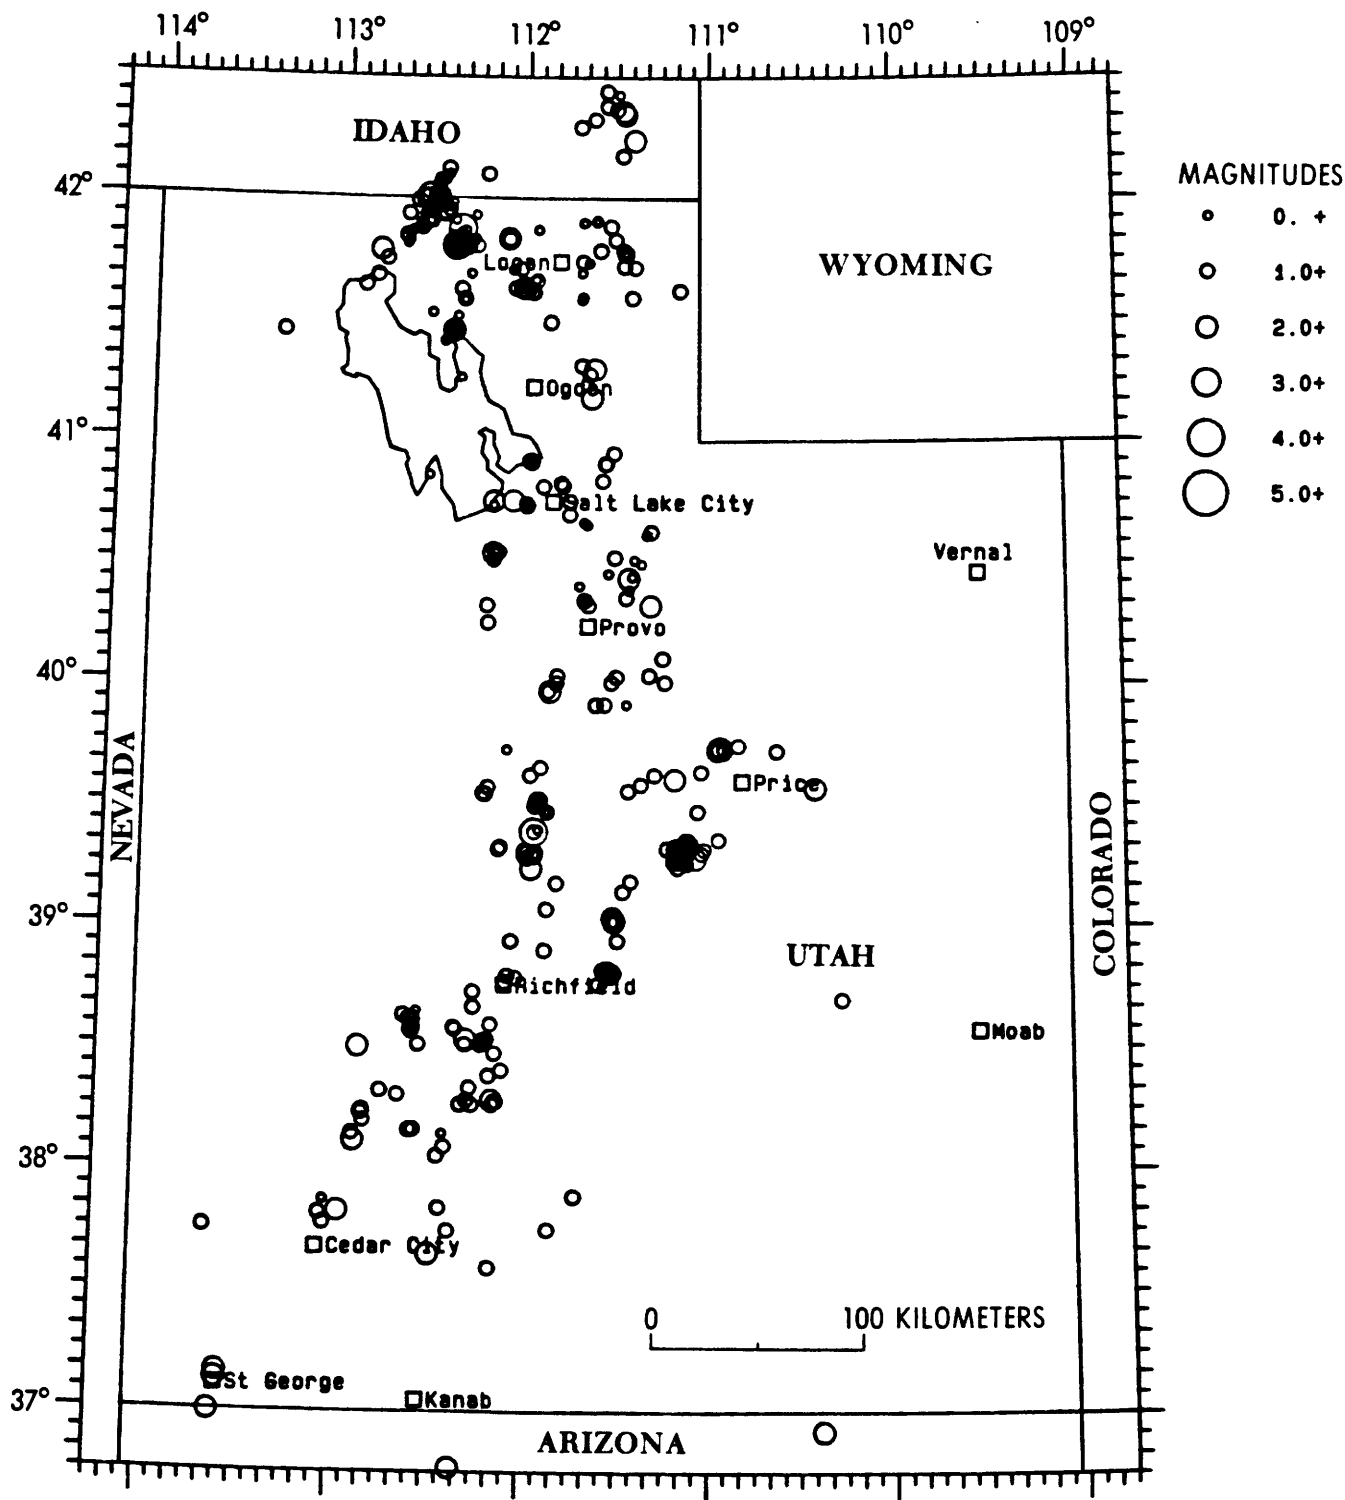 114° 113° 112° 111° 110° 109°
IDAHO
MAGNITUDES
42°
0. +
Logan
WYOMING
1.0+
2.0+
3.0+
Ogden
41°
4.0+
5.0+
Salt Lake City
Vernal
Provo
40°
NEVADA
Price
COLORADO
39°
UTAH
Richfield
Moab
38°
Cedar City
0 100 KILOMETERS
St George
37°
Kanab
ARIZONA